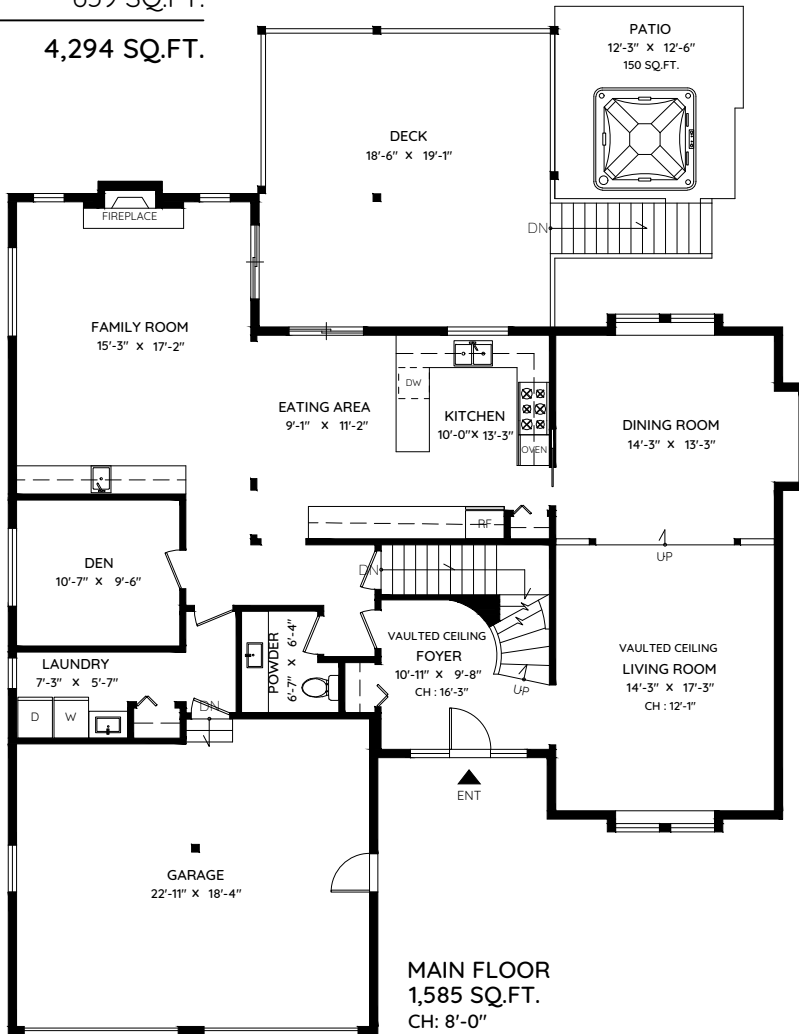 659 SQ.FT.
4,294 SQ.FT.
PATIO
12'-3" X 12'-6"
150 SQ.FT.
DECK
18'-6" X 19'-1"
DN
FIREPLACE
FAMILY ROOM
15'-3" X 17'-2"
DW
EATING AREA
9'-1" X 11'-2"
KITCHEN
10'-0"X 13'-3"
OVEN
DINING ROOM
14'-3" X 13'-3"
RF
UP
DEN
10'-7" X 9'-6"
DN
POWDER
6'-7" X 6'-4"
VAULTED CEILING
FOYER
10'-11" X 9'-8"
CH : 16'-3"
UP
VAULTED CEILING
LIVING ROOM
14'-3" X 17'-3"
CH : 12'-1"
LAUNDRY
7'-3" X 5'-7"
D
W
DN
ENT
GARAGE
22'-11" X 18'-4"
MAIN FLOOR
1,585 SQ.FT.
CH: 8'-0"